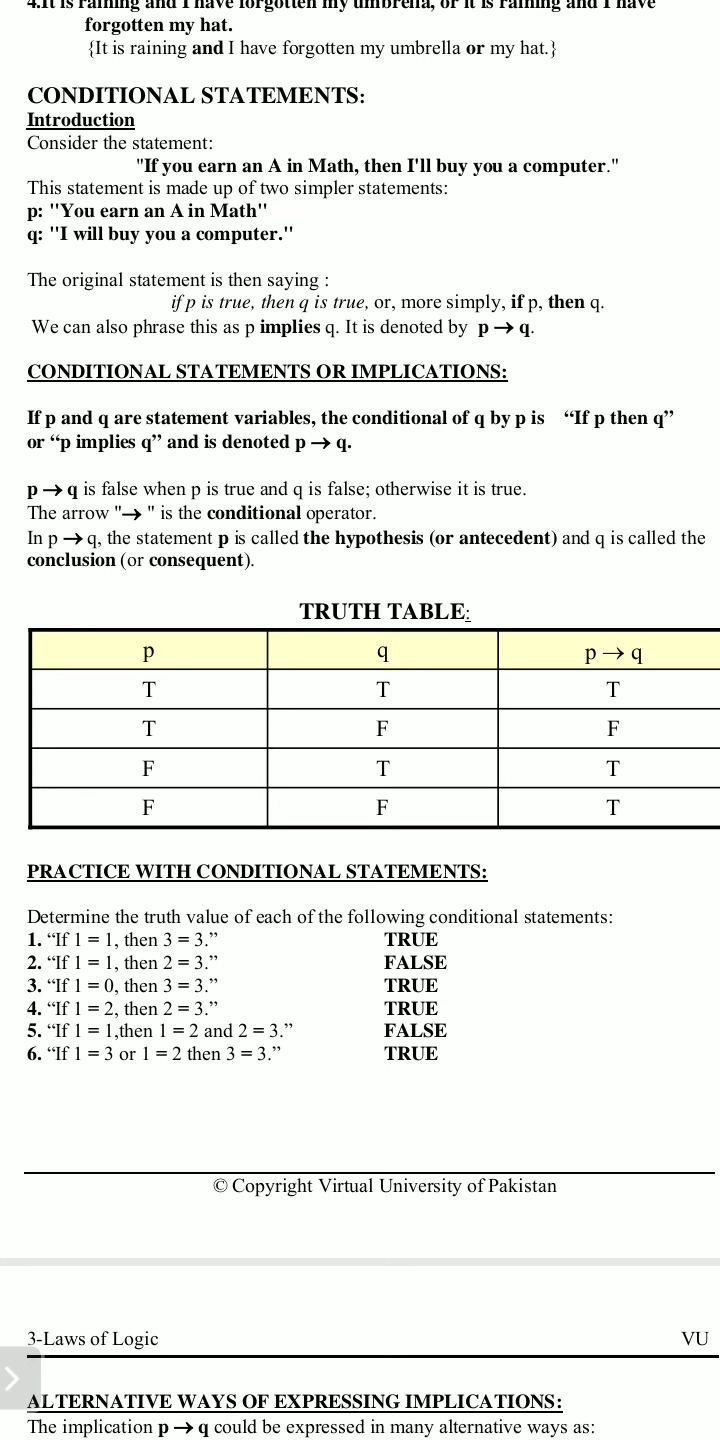 4.It is raining and I have forgotten my umbrella, or it is raining and I have
forgotten my hat.
{It is raining and I have forgotten my umbrella or my hat.}
CONDITIONAL STATEMENTS:
Introduction
Consider the statement:
"If you earn an A in Math, then I'll buy you a computer."
This statement is made up of two simpler statements:
p: "You earn an A in Math"
q: "I will buy you a computer."
The original statement is then saying :
if p is true, then q is true, or, more simply, if p, then q.
We can also phrase this as p implies q. It is denoted by p → q.
CONDITIONAL STATEMENTS OR IMPLICATIONS:
If p and q are statement variables, the conditional of q by p is “If p then q”
or “p implies q” and is denoted p → q.
p → q is false when p is true and q is false; otherwise it is true.
The arrow "→ " is the conditional operator.
In p → q, the statement p is called the hypothesis (or antecedent) and q is called the
conclusion (or consequent).
TRUTH TABLE:
p q p → q
T T T
T F F
F T T
F F T
PRACTICE WITH CONDITIONAL STATEMENTS:
Determine the truth value of each of the following conditional statements:
1. “If 1 = 1, then 3 = 3.” TRUE
2. “If 1 = 1, then 2 = 3.” FALSE
3. “If 1 = 0, then 3 = 3.” TRUE
4. “If 1 = 2, then 2 = 3.” TRUE
5. “If 1 = 1,then 1 = 2 and 2 = 3.” FALSE
6. “If 1 = 3 or 1 = 2 then 3 = 3.” TRUE
© Copyright Virtual University of Pakistan
3-Laws of Logic VU
ALTERNATIVE WAYS OF EXPRESSING IMPLICATIONS:
The implication p → q could be expressed in many alternative ways as: